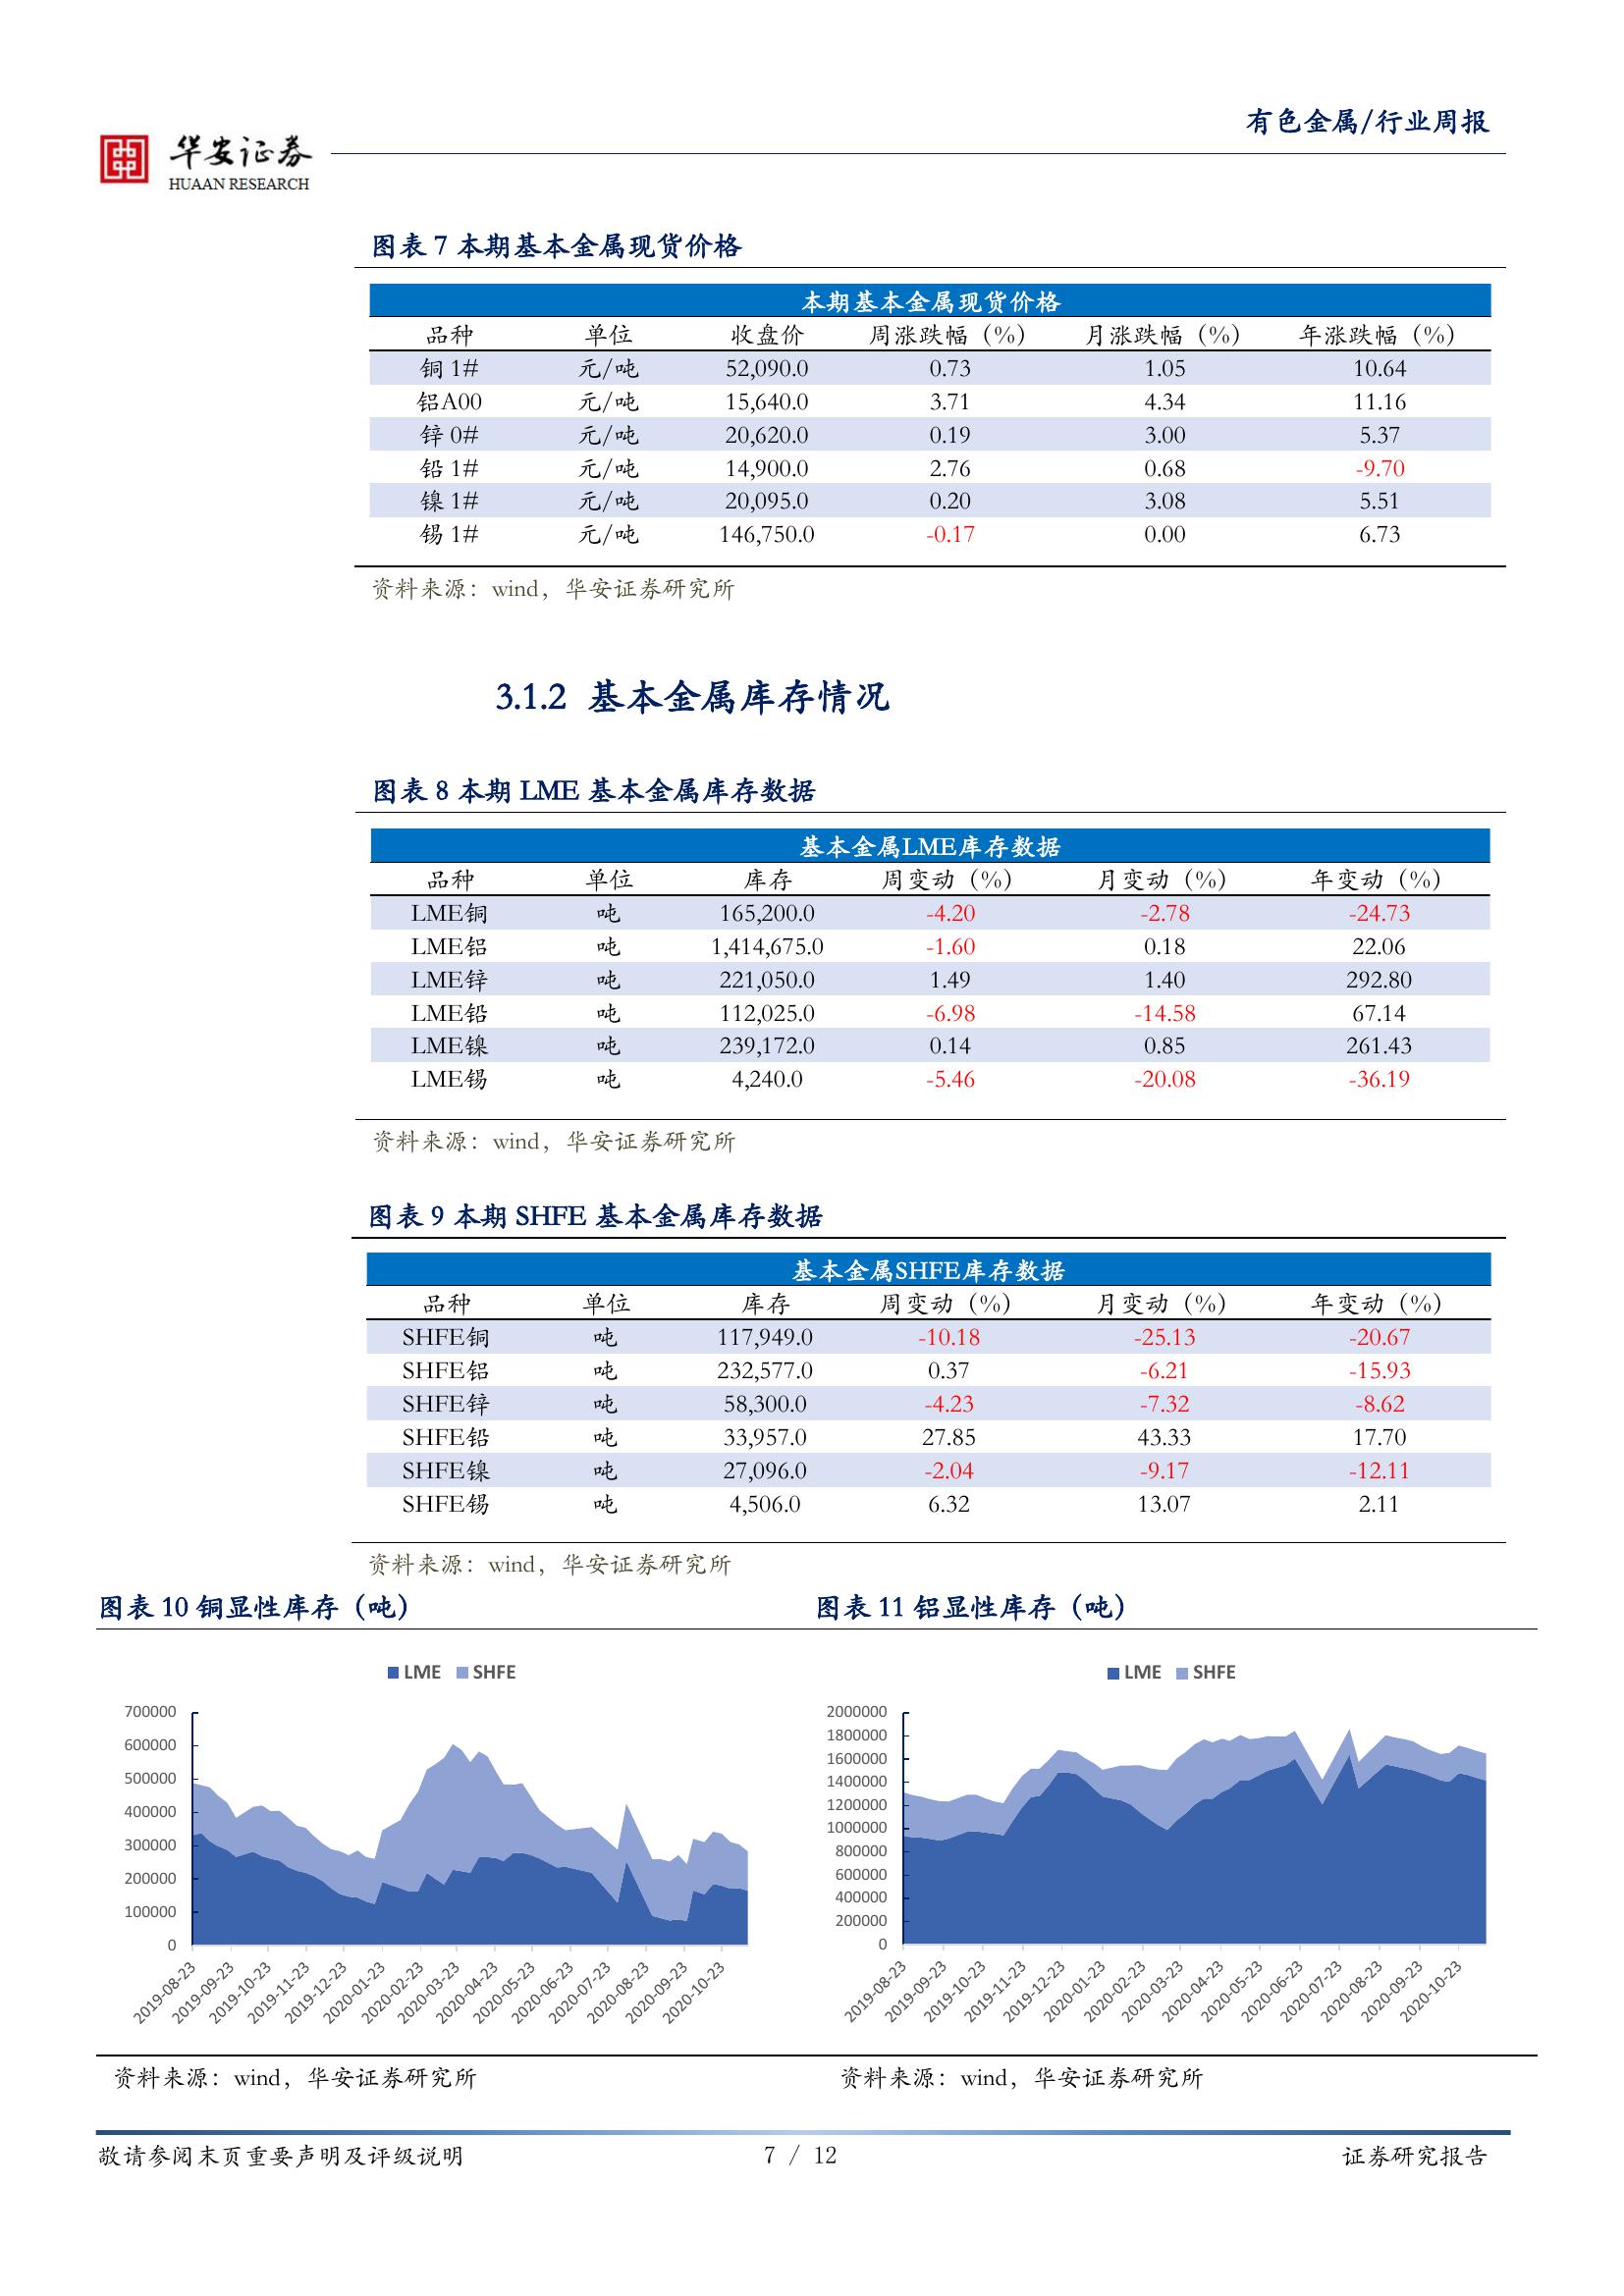 有色金属/行业周报
华安证券
HUAAN RESEARCH
图表 7 本期基本金属现货价格
本期基本金属现货价格
品种 单位 收盘价 周涨跌幅（%） 月涨跌幅（%） 年涨跌幅（%）
铜 1# 元/吨 52,090.0 0.73 1.05 10.64
铝A00 元/吨 15,640.0 3.71 4.34 11.16
锌 0# 元/吨 20,620.0 0.19 3.00 5.37
铅 1# 元/吨 14,900.0 2.76 0.68 -9.70
镍 1# 元/吨 20,095.0 0.20 3.08 5.51
锡 1# 元/吨 146,750.0 -0.17 0.00 6.73
资料来源：wind，华安证券研究所
3.1.2 基本金属库存情况
图表 8 本期 LME 基本金属库存数据
基本金属LME库存数据
品种 单位 库存 周变动（%） 月变动（%） 年变动（%）
LME铜 吨 165,200.0 -4.20 -2.78 -24.73
LME铝 吨 1,414,675.0 -1.60 0.18 22.06
LME锌 吨 221,050.0 1.49 1.40 292.80
LME铅 吨 112,025.0 -6.98 -14.58 67.14
LME镍 吨 239,172.0 0.14 0.85 261.43
LME锡 吨 4,240.0 -5.46 -20.08 -36.19
资料来源：wind，华安证券研究所
图表 9 本期 SHFE 基本金属库存数据
基本金属SHFE库存数据
品种 单位 库存 周变动（%） 月变动（%） 年变动（%）
SHFE铜 吨 117,949.0 -10.18 -25.13 -20.67
SHFE铝 吨 232,577.0 0.37 -6.21 -15.93
SHFE锌 吨 58,300.0 -4.23 -7.32 -8.62
SHFE铅 吨 33,957.0 27.85 43.33 17.70
SHFE镍 吨 27,096.0 -2.04 -9.17 -12.11
SHFE锡 吨 4,506.0 6.32 13.07 2.11
资料来源：wind，华安证券研究所
图表 10 铜显性库存（吨）
LME SHFE
700000
600000
500000
400000
300000
200000
100000
0
2019-08-23 2019-09-23 2019-10-23 2019-11-23 2019-12-23 2020-01-23 2020-02-23 2020-03-23 2020-04-23 2020-05-23 2020-06-23 2020-07-23 2020-08-23 2020-09-23 2020-10-23
资料来源：wind，华安证券研究所
图表 11 铝显性库存（吨）
LME SHFE
2000000
1800000
1600000
1400000
1200000
1000000
800000
600000
400000
200000
0
2019-08-23 2019-09-23 2019-10-23 2019-11-23 2019-12-23 2020-01-23 2020-02-23 2020-03-23 2020-04-23 2020-05-23 2020-06-23 2020-07-23 2020-08-23 2020-09-23 2020-10-23
资料来源：wind，华安证券研究所
敬请参阅末页重要声明及评级说明 7 / 12 证券研究报告